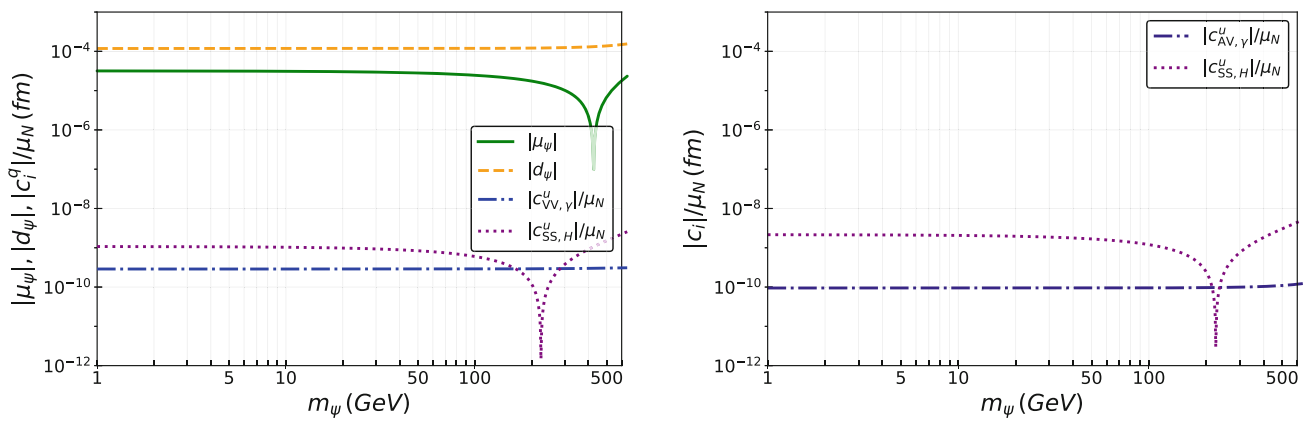 |μ_ψ|, |d_ψ|, |c_i^q|/μ_N (fm)
10⁻⁴
10⁻⁶
10⁻⁸
10⁻¹⁰
10⁻¹²
|μ_ψ|
|d_ψ|
|c^u_VV,γ|/μ_N
|c^u_SS,H|/μ_N
1 5 10 50 100 500
m_ψ (GeV)
|c_i|/μ_N (fm)
10⁻⁴
10⁻⁶
10⁻⁸
10⁻¹⁰
10⁻¹²
|c^u_AV,γ|/μ_N
|c^u_SS,H|/μ_N
1 5 10 50 100 500
m_ψ (GeV)